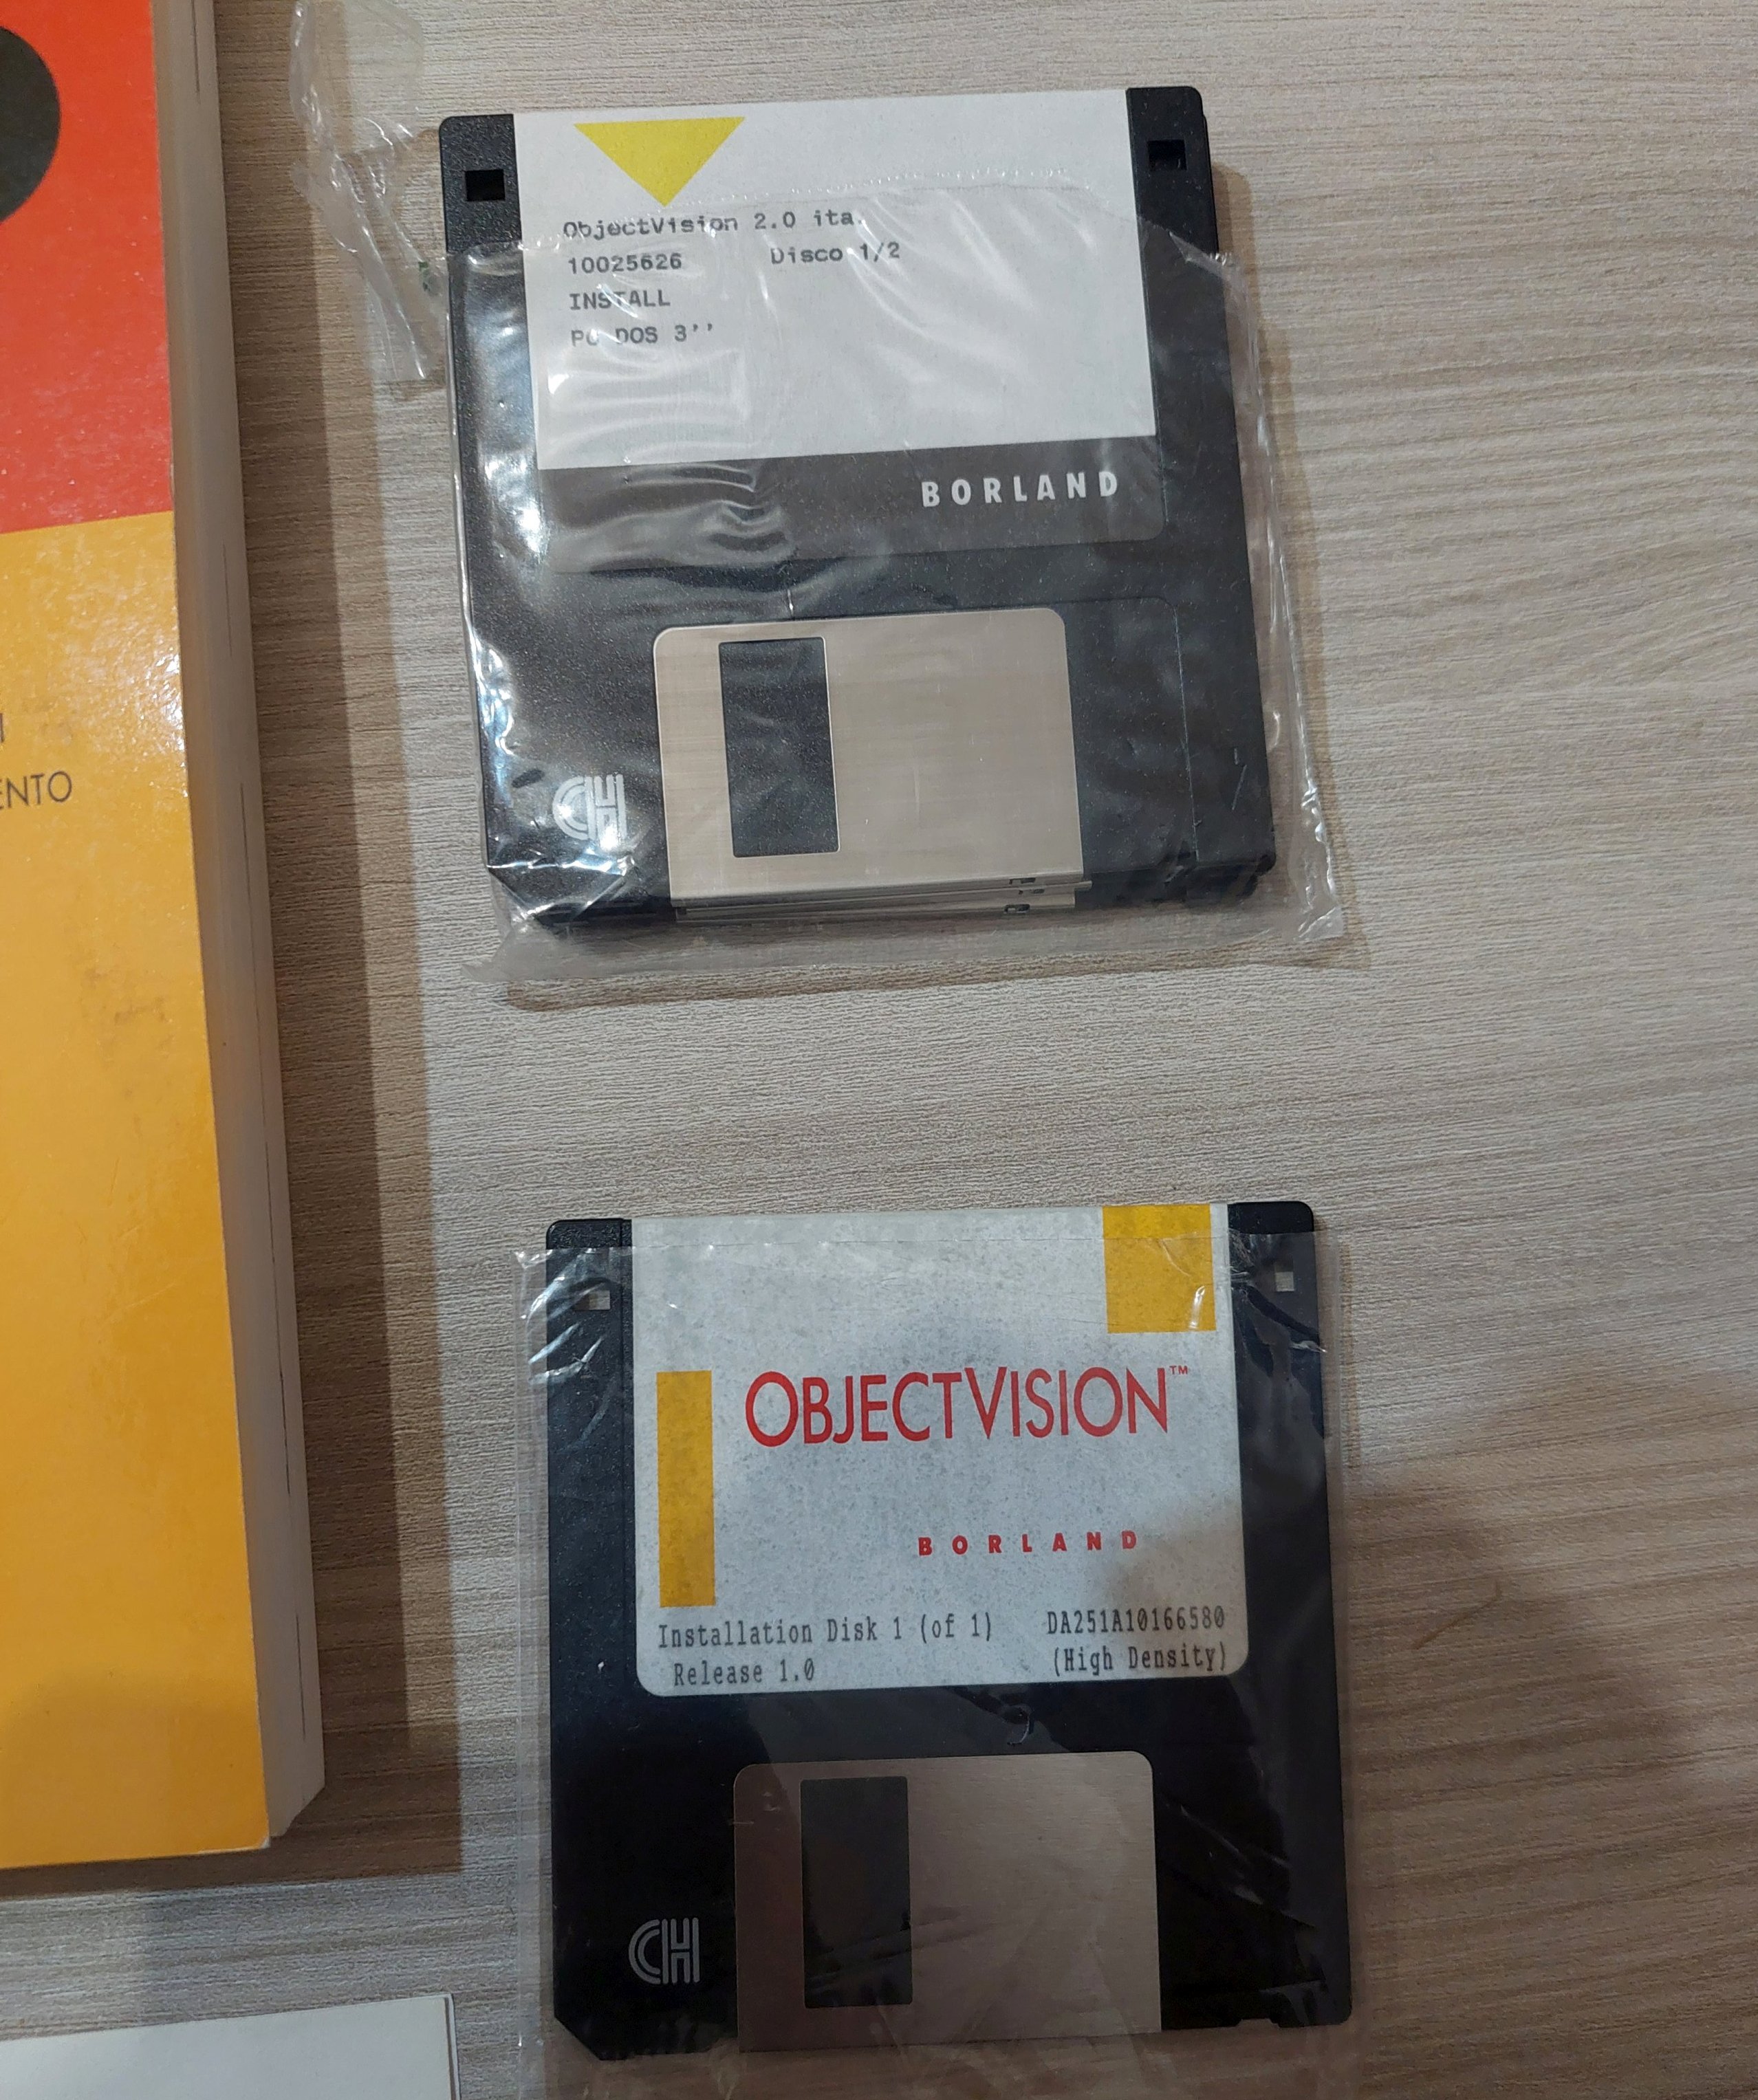 ENTO
ObjectVision 2.0 ita.
10025626 Disco 1/2
INSTALL
PC DOS 3''
BORLAND
OBJECTVISION™
BORLAND
Installation Disk 1 (of 1) DA251A10166580
Release 1.0 (High Density)